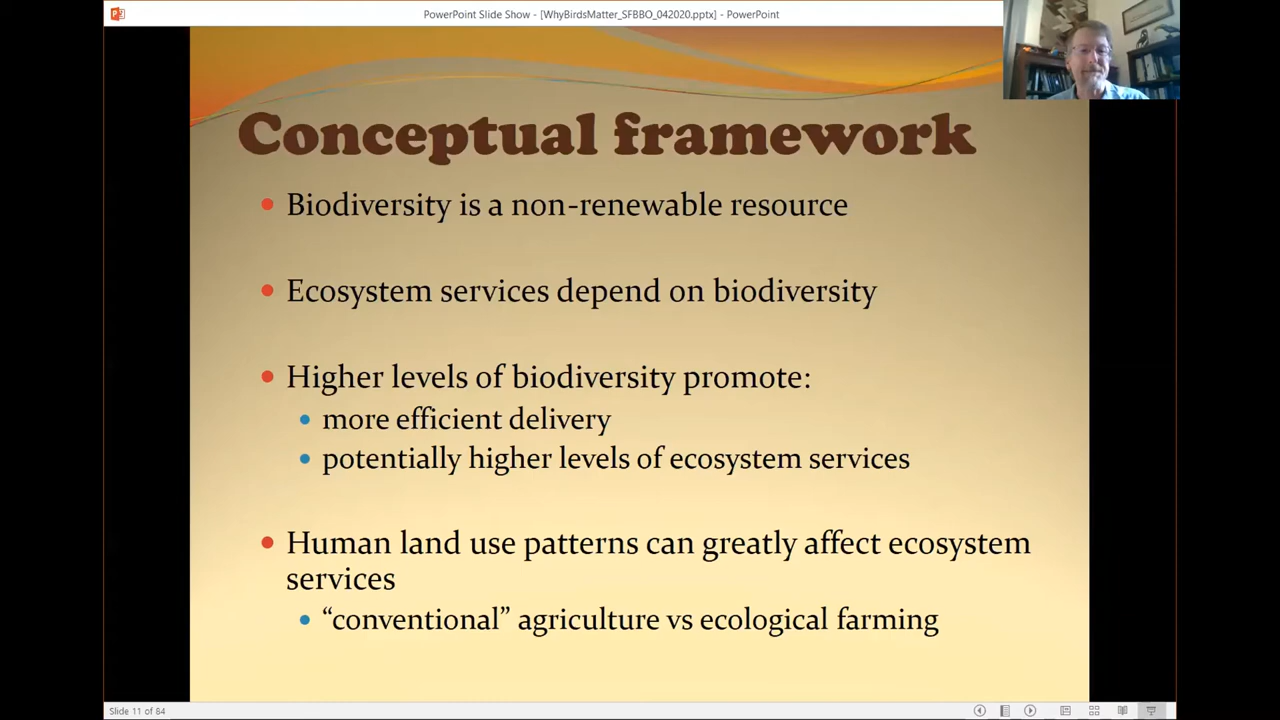 PowerPoint Slide Show - [WhyBirdsMatter_SFBBO_042020.pptx] - PowerPoint
Conceptual framework
Biodiversity is a non-renewable resource
Ecosystem services depend on biodiversity
Higher levels of biodiversity promote:
more efficient delivery
potentially higher levels of ecosystem services
Human land use patterns can greatly affect ecosystem
services
“conventional” agriculture vs ecological farming
Slide 11 of 84